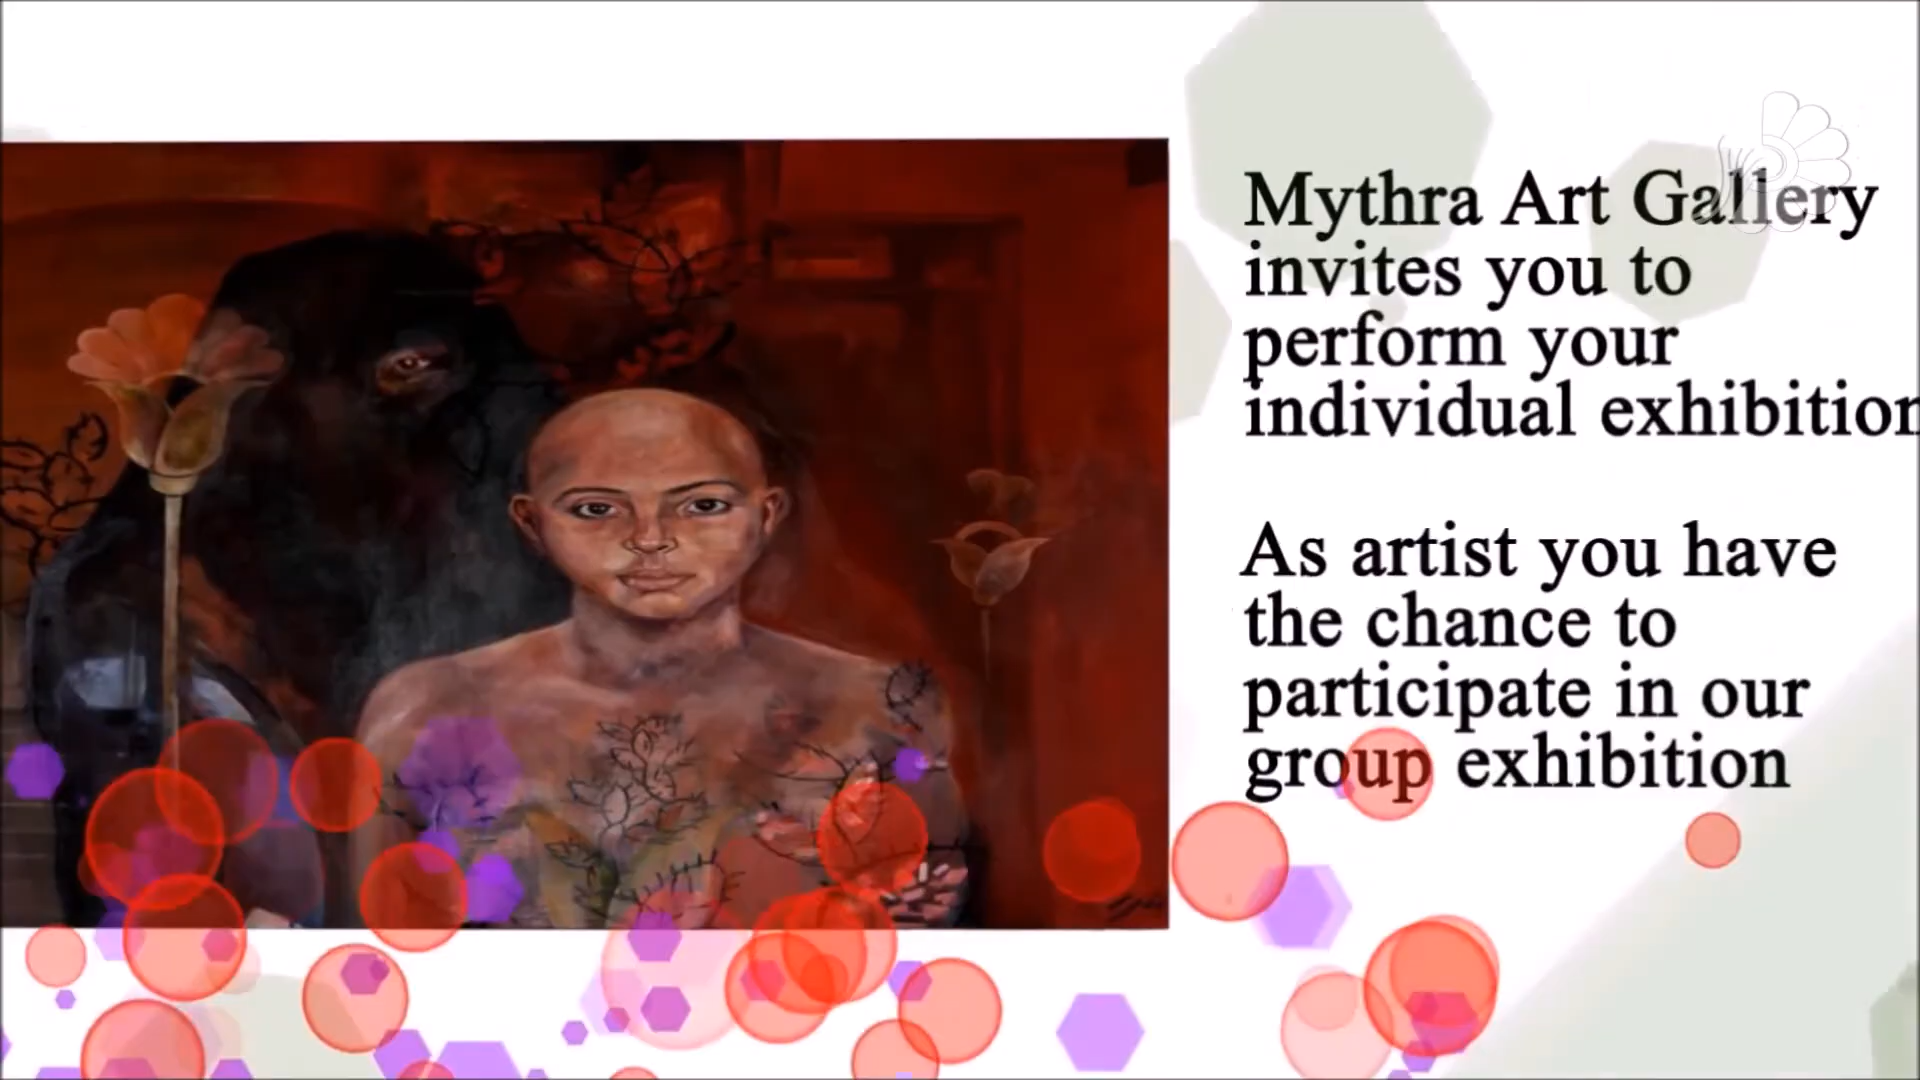 Mythra Art Gallery
invites you to
perform your
individual exhibition
As artist you have
the chance to
participate in our
group exhibition